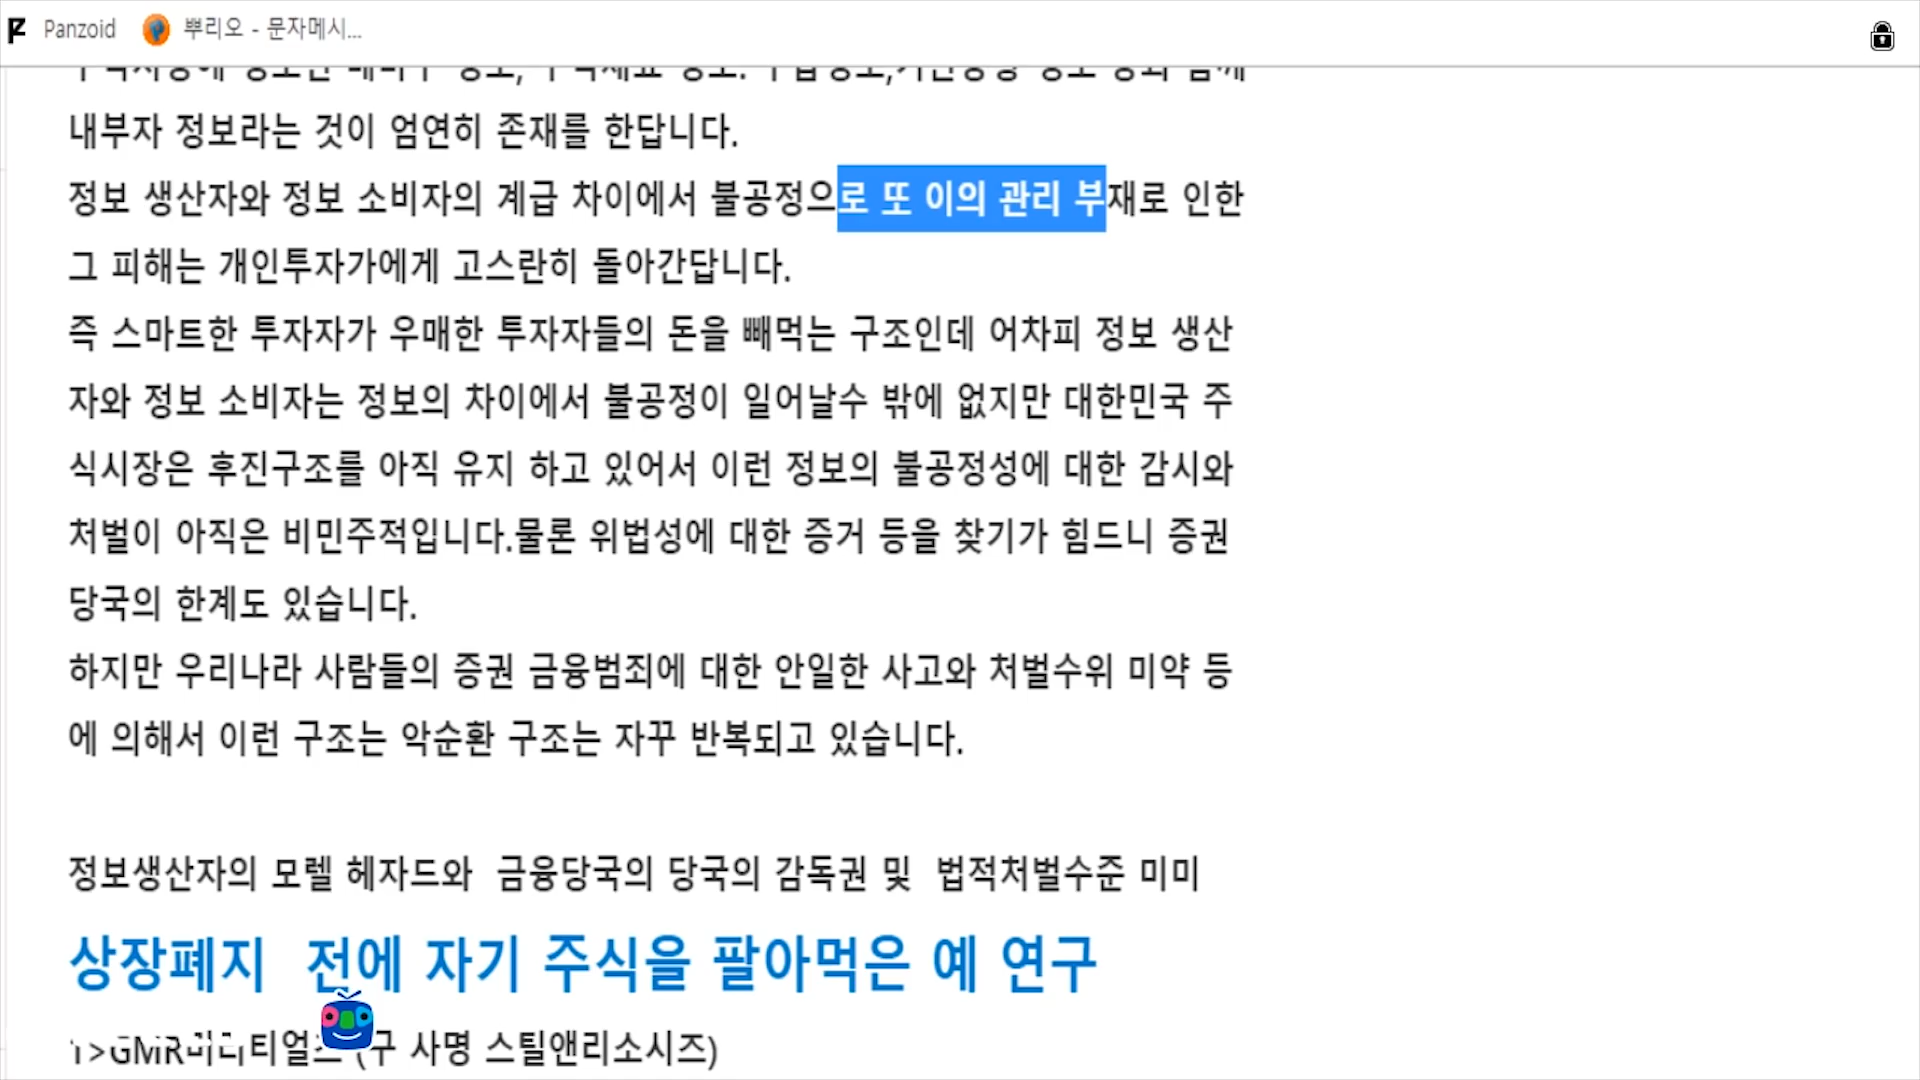 Panzoid 뿌리오 - 문자메시...
내부자 정보라는 것이 엄연히 존재를 한답니다.
정보 생산자와 정보 소비자의 계급 차이에서 불공정으로 또 이의 관리 부재로 인한
그 피해는 개인투자가에게 고스란히 돌아간답니다.
즉 스마트한 투자자가 우매한 투자자들의 돈을 빼먹는 구조인데 어차피 정보 생산
자와 정보 소비자는 정보의 차이에서 불공정이 일어날수 밖에 없지만 대한민국 주
식시장은 후진구조를 아직 유지 하고 있어서 이런 정보의 불공정성에 대한 감시와
처벌이 아직은 비민주적입니다.물론 위법성에 대한 증거 등을 찾기가 힘드니 증권
당국의 한계도 있습니다.
하지만 우리나라 사람들의 증권 금융범죄에 대한 안일한 사고와 처벌수위 미약 등
에 의해서 이런 구조는 악순환 구조는 자꾸 반복되고 있습니다.
정보생산자의 모렐 헤자드와 금융당국의 당국의 감독권 및 법적처벌수준 미미
상장폐지 전에 자기 주식을 팔아먹은 예 연구
(구 사명 스틸앤리소시즈)